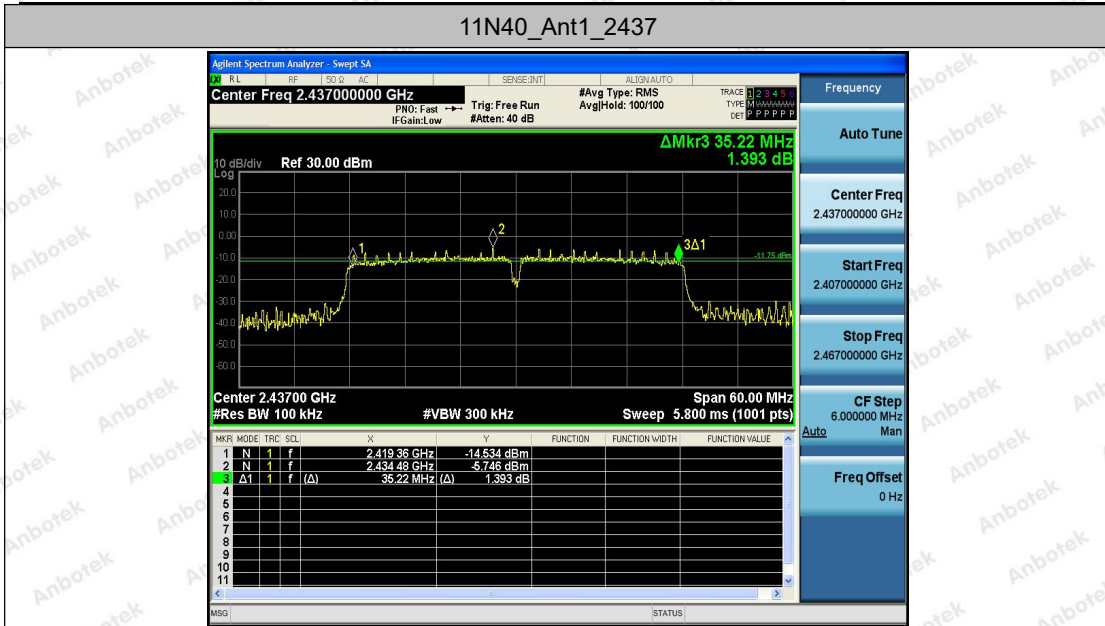 11N40_Ant1_2437
Agilent Spectrum Analyzer - Swept SA
LXI RL RF 50 Ω AC SENSE:INT ALIGNAUTO
Center Freq 2.437000000 GHz
PNO: Fast
IFGain:Low
Trig: Free Run
#Atten: 40 dB
#Avg Type: RMS
Avg|Hold: 100/100
TRACE 1 2 3 4 5 6
TYPE M WWWWW
DET P P P P P P
ΔMkr3 35.22 MHz
1.393 dB
10 dB/div Ref 30.00 dBm
Log
20.0
10.0
0.00
-10.0
-20.0
-30.0
-40.0
-50.0
-60.0
1
2
3Δ1
-11.75 dBm
Center 2.43700 GHz Span 60.00 MHz
#Res BW 100 kHz #VBW 300 kHz Sweep 5.800 ms (1001 pts)
MKR MODE TRC SCL X Y FUNCTION FUNCTION WIDTH FUNCTION VALUE
1 N 1 f 2.419 36 GHz -14.534 dBm
2 N 1 f 2.434 48 GHz -5.746 dBm
3 Δ1 1 f (Δ) 35.22 MHz (Δ) 1.393 dB
4
5
6
7
8
9
10
11
MSG STATUS
Frequency
Auto Tune
Center Freq
2.437000000 GHz
Start Freq
2.407000000 GHz
Stop Freq
2.467000000 GHz
CF Step
6.000000 MHz
Auto Man
Freq Offset
0 Hz
Anbotek